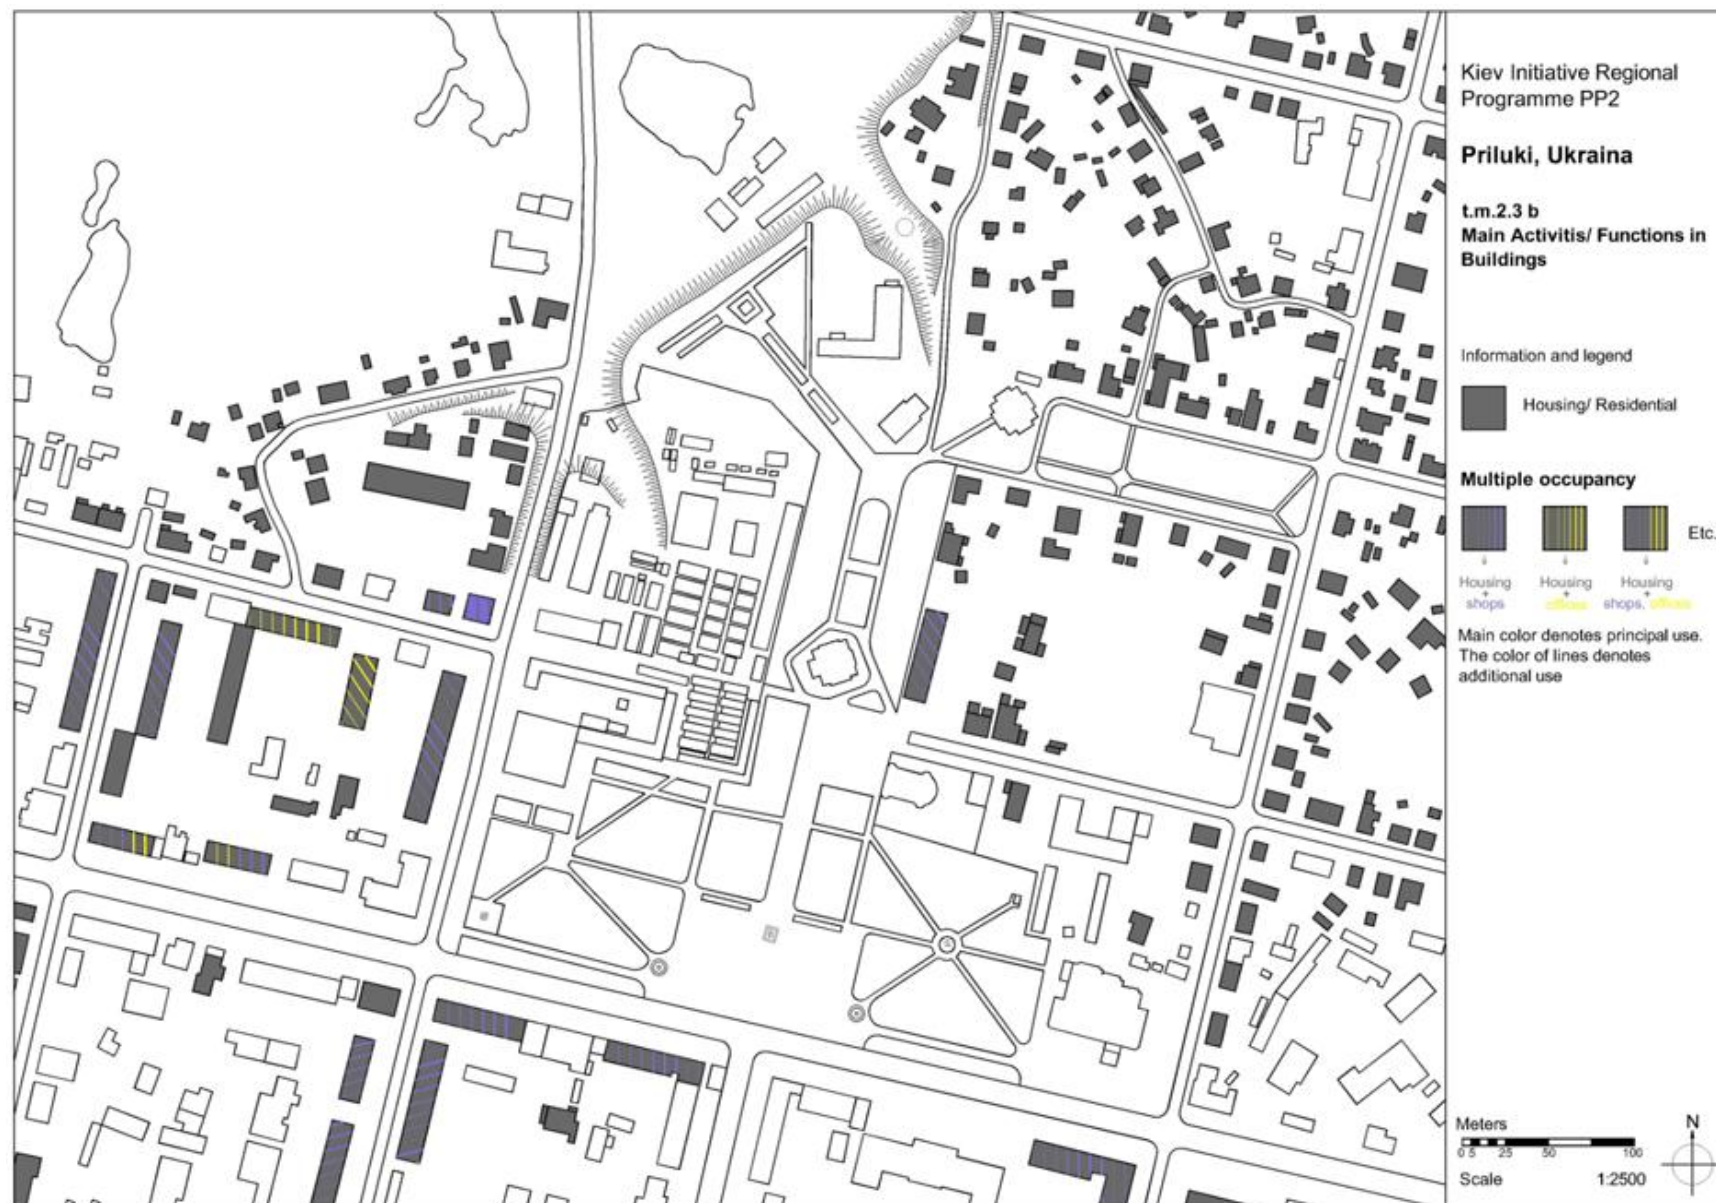 Kiev Initiative Regional
Programme PP2
Priluki, Ukraina
t.m.2.3 b
Main Activitis/ Functions in
Buildings
Information and legend
Housing/ Residential
Multiple occupancy
Etc.
Housing
+
shops
Housing
+
offices
Housing
+
shops, offices
Main color denotes principal use.
The color of lines denotes
additional use
Meters
0 5 25 50 100
Scale 1:2500
N